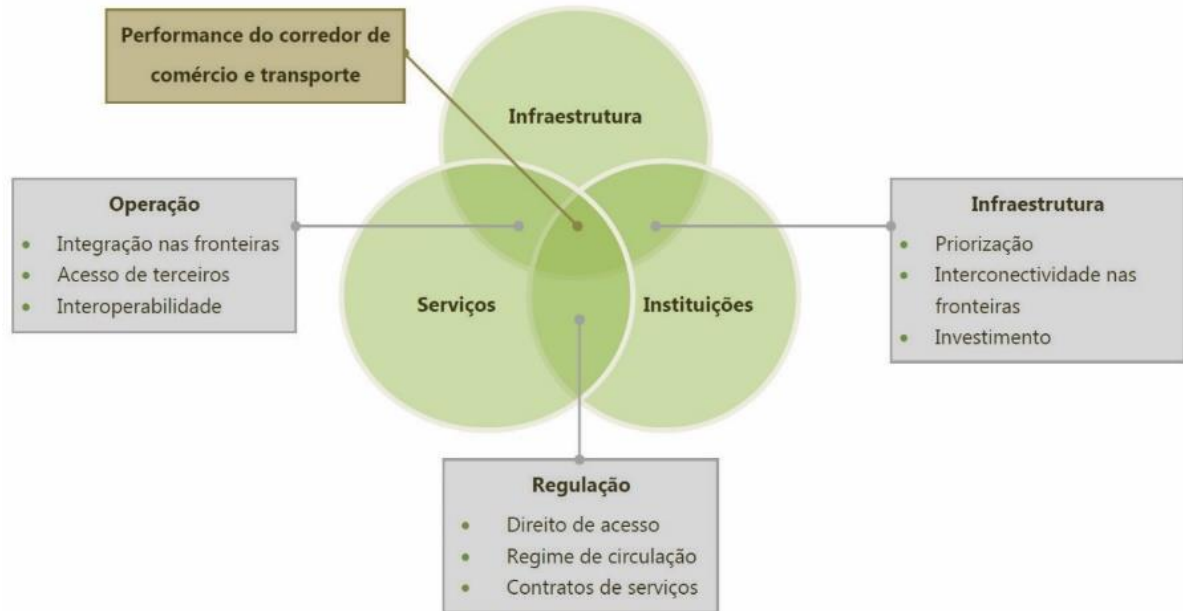 Performance do corredor de
comércio e transporte
Infraestrutura
Operação
• Integração nas fronteiras
• Acesso de terceiros
• Interoperabilidade
Serviços
Instituições
Infraestrutura
• Priorização
• Interconectividade nas
fronteiras
• Investimento
Regulação
• Direito de acesso
• Regime de circulação
• Contratos de serviços